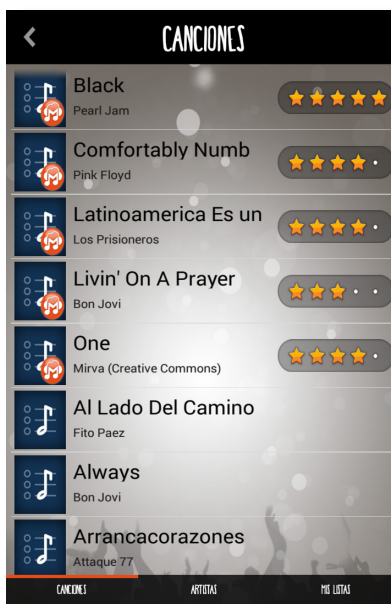 CANCIONES
Black
Pearl Jam
Comfortably Numb
Pink Floyd
Latinoamerica Es un
Los Prisioneros
Livin' On A Prayer
Bon Jovi
One
Mirva (Creative Commons)
Al Lado Del Camino
Fito Paez
Always
Bon Jovi
Arrancacorazones
Attaque 77
CANCIONES ARTISTAS MIS LISTAS